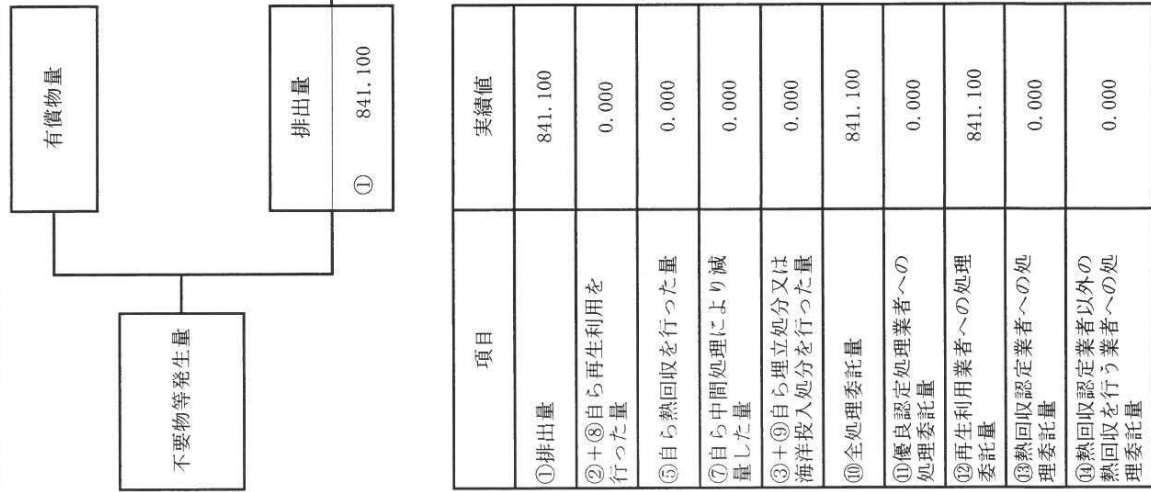 不要物等発生量
有償物量
排出量
① 841.100
項目
実績値
①排出量
841.100
②+⑧自ら再生利用を
行った量
0.000
⑤自ら熱回収を行った量
0.000
⑦自ら中間処理により減
量した量
0.000
③+⑨自ら埋立処分又は
海洋投入処分を行った量
0.000
⑩全処理委託量
841.100
⑪優良認定処理業者への
処理委託量
0.000
⑫再生利用業者への処理
委託量
841.100
⑬熱回収認定業者への処
理委託量
0.000
⑭熱回収認定業者以外の
熱回収を行う業者への処
理委託量
0.000